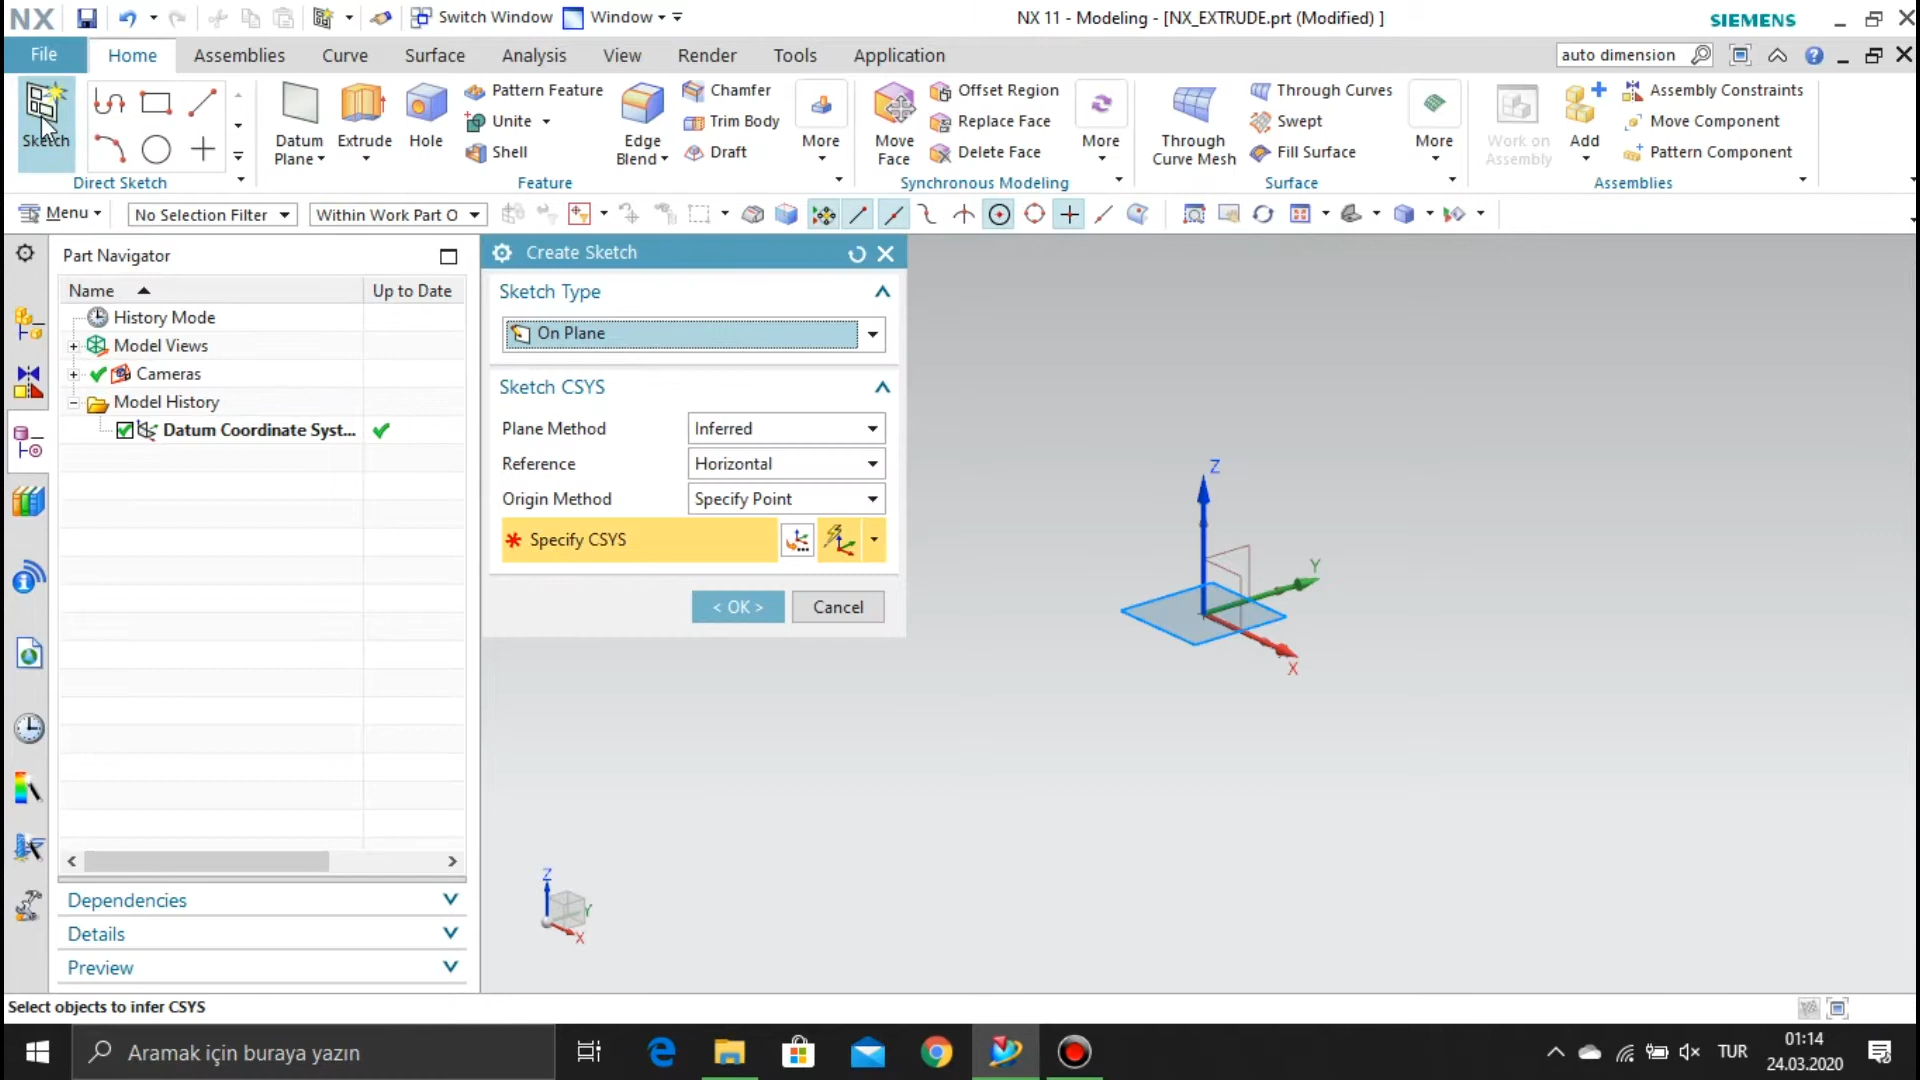 NX Switch Window Window NX 11 - Modeling - [NX_EXTRUDE.prt (Modified) ] SIEMENS
File Home Assemblies Curve Surface Analysis View Render Tools Application auto dimension
Sketch
Direct Sketch
Datum Plane
Extrude
Hole
Pattern Feature
Unite
Shell
Edge Blend
Chamfer
Trim Body
Draft
More
Feature
Move Face
Offset Region
Replace Face
Delete Face
More
Synchronous Modeling
Through Curve Mesh
Through Curves
Swept
Fill Surface
More
Surface
Work on Assembly
Add
Assembly Constraints
Move Component
Pattern Component
Assemblies
Menu No Selection Filter Within Work Part O
Part Navigator
Name Up to Date
History Mode
Model Views
Cameras
Model History
Datum Coordinate Syst...
Dependencies
Details
Preview
Create Sketch
Sketch Type
On Plane
Sketch CSYS
Plane Method Inferred
Reference Horizontal
Origin Method Specify Point
* Specify CSYS
< OK > Cancel
Z
Y
X
Z
Y
X
Select objects to infer CSYS
Aramak için buraya yazın
TUR
01:14
24.03.2020